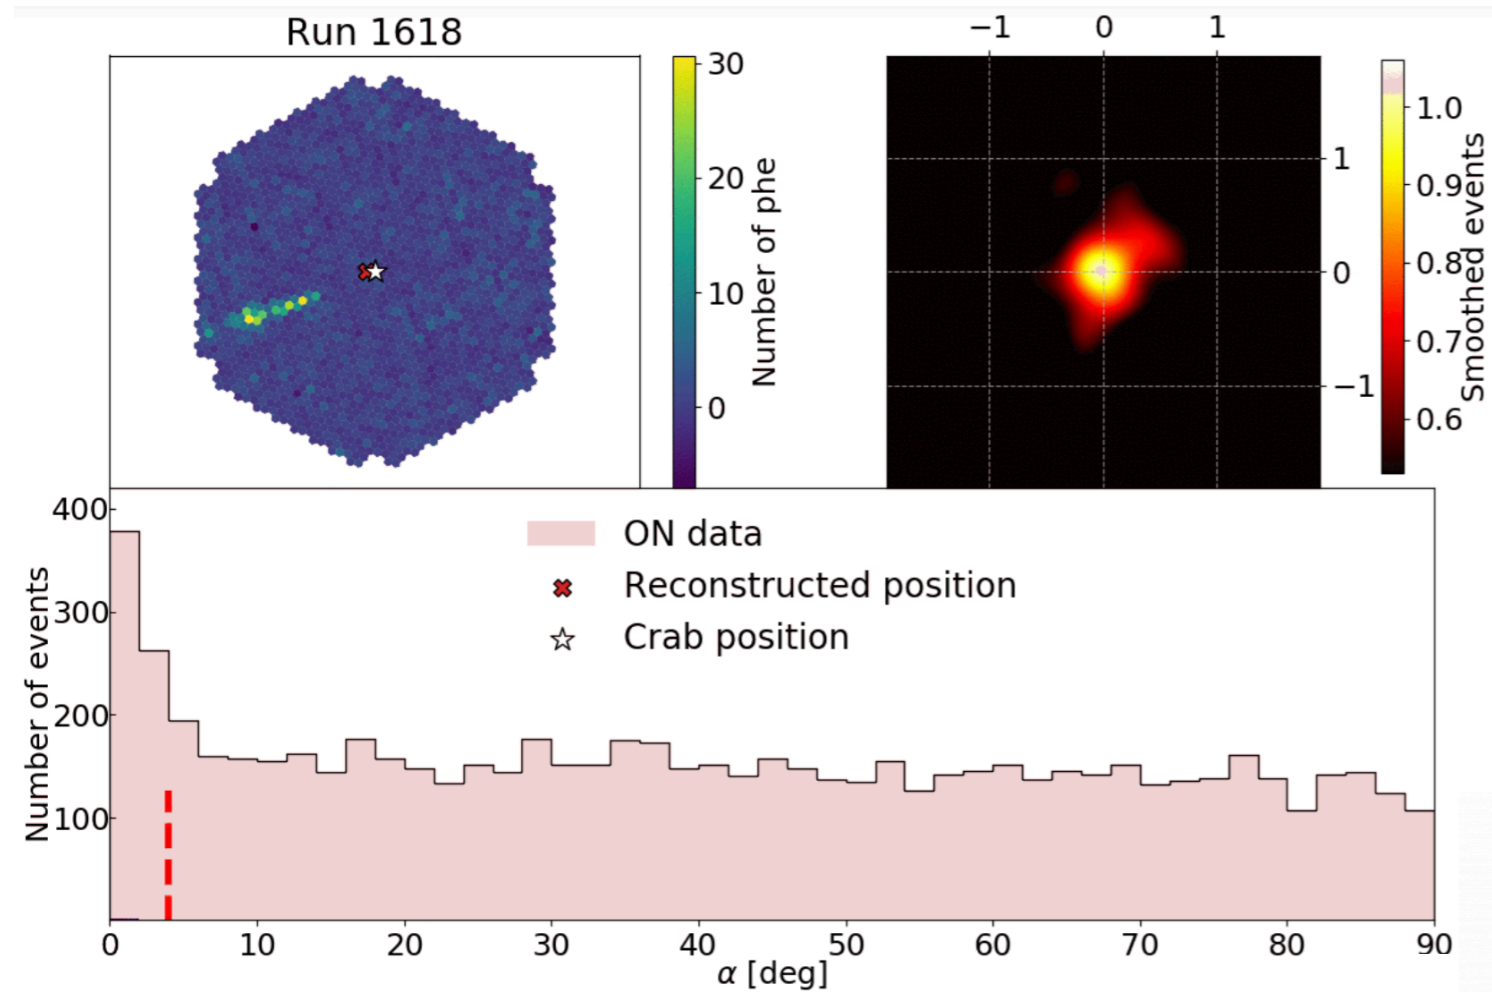 Run 1618
30
20
10
0
Number of phe
−1 0 1
1
0
−1
1.0
0.9
0.8
0.7
0.6
Smoothed events
400
300
200
100
Number of events
ON data
Reconstructed position
Crab position
0 10 20 30 40 50 60 70 80 90
α [deg]